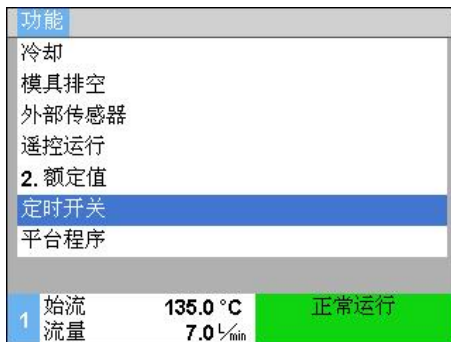 功能
冷却
模具排空
外部传感器
遥控运行
2. 额定值
定时开关
平台程序
1 始流 135.0 °C 正常运行
流量 7.0 L/min